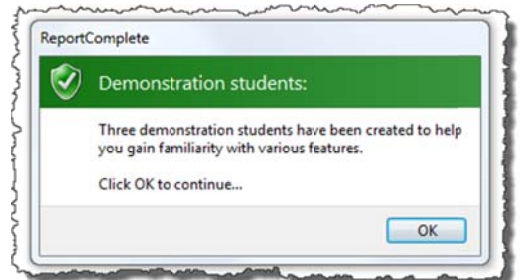 ReportComplete
Demonstration students:
Three demonstration students have been created to help
you gain familiarity with various features.
Click OK to continue...
OK